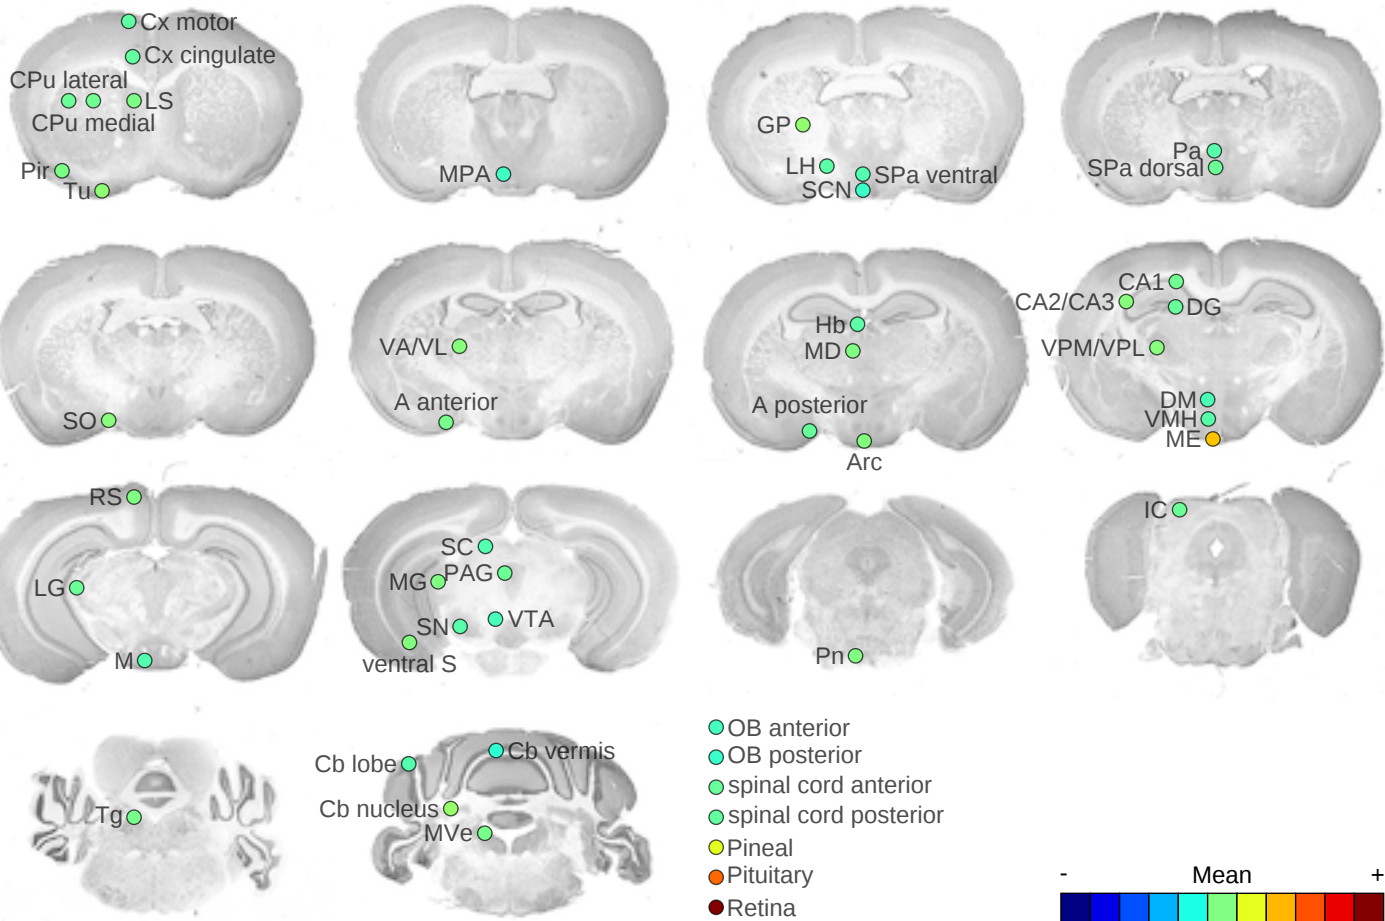 Cx motor
Cx cingulate
CPu lateral
LS
CPu medial
Pir
Tu
MPA
GP
LH
SPa ventral
SCN
Pa
SPa dorsal
SO
VA/VL
A anterior
Hb
MD
A posterior
Arc
CA1
CA2/CA3
DG
VPM/VPL
DM
VMH
ME
RS
LG
M
SC
MG
PAG
SN
VTA
ventral S
Pn
IC
Tg
Cb lobe
Cb vermis
Cb nucleus
MVe
OB anterior
OB posterior
spinal cord anterior
spinal cord posterior
Pineal
Pituitary
Retina
- Mean +